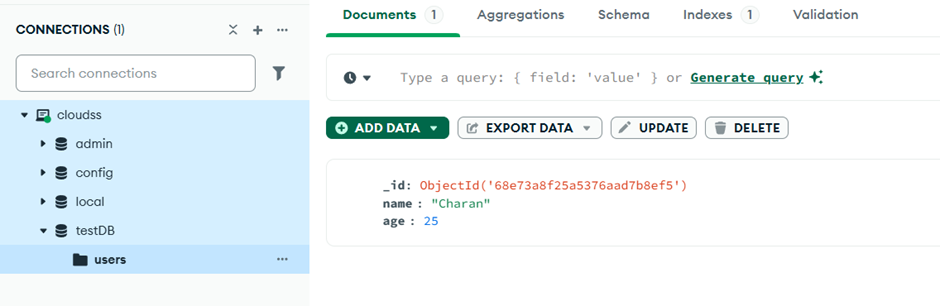 CONNECTIONS (1)
Search connections
cloudss
admin
config
local
testDB
users
Documents 1 Aggregations Schema Indexes 1 Validation
Type a query: { field: 'value' } or Generate query
ADD DATA EXPORT DATA UPDATE DELETE
_id: ObjectId('68e73a8f25a5376aad7b8ef5')
name : "Charan"
age : 25